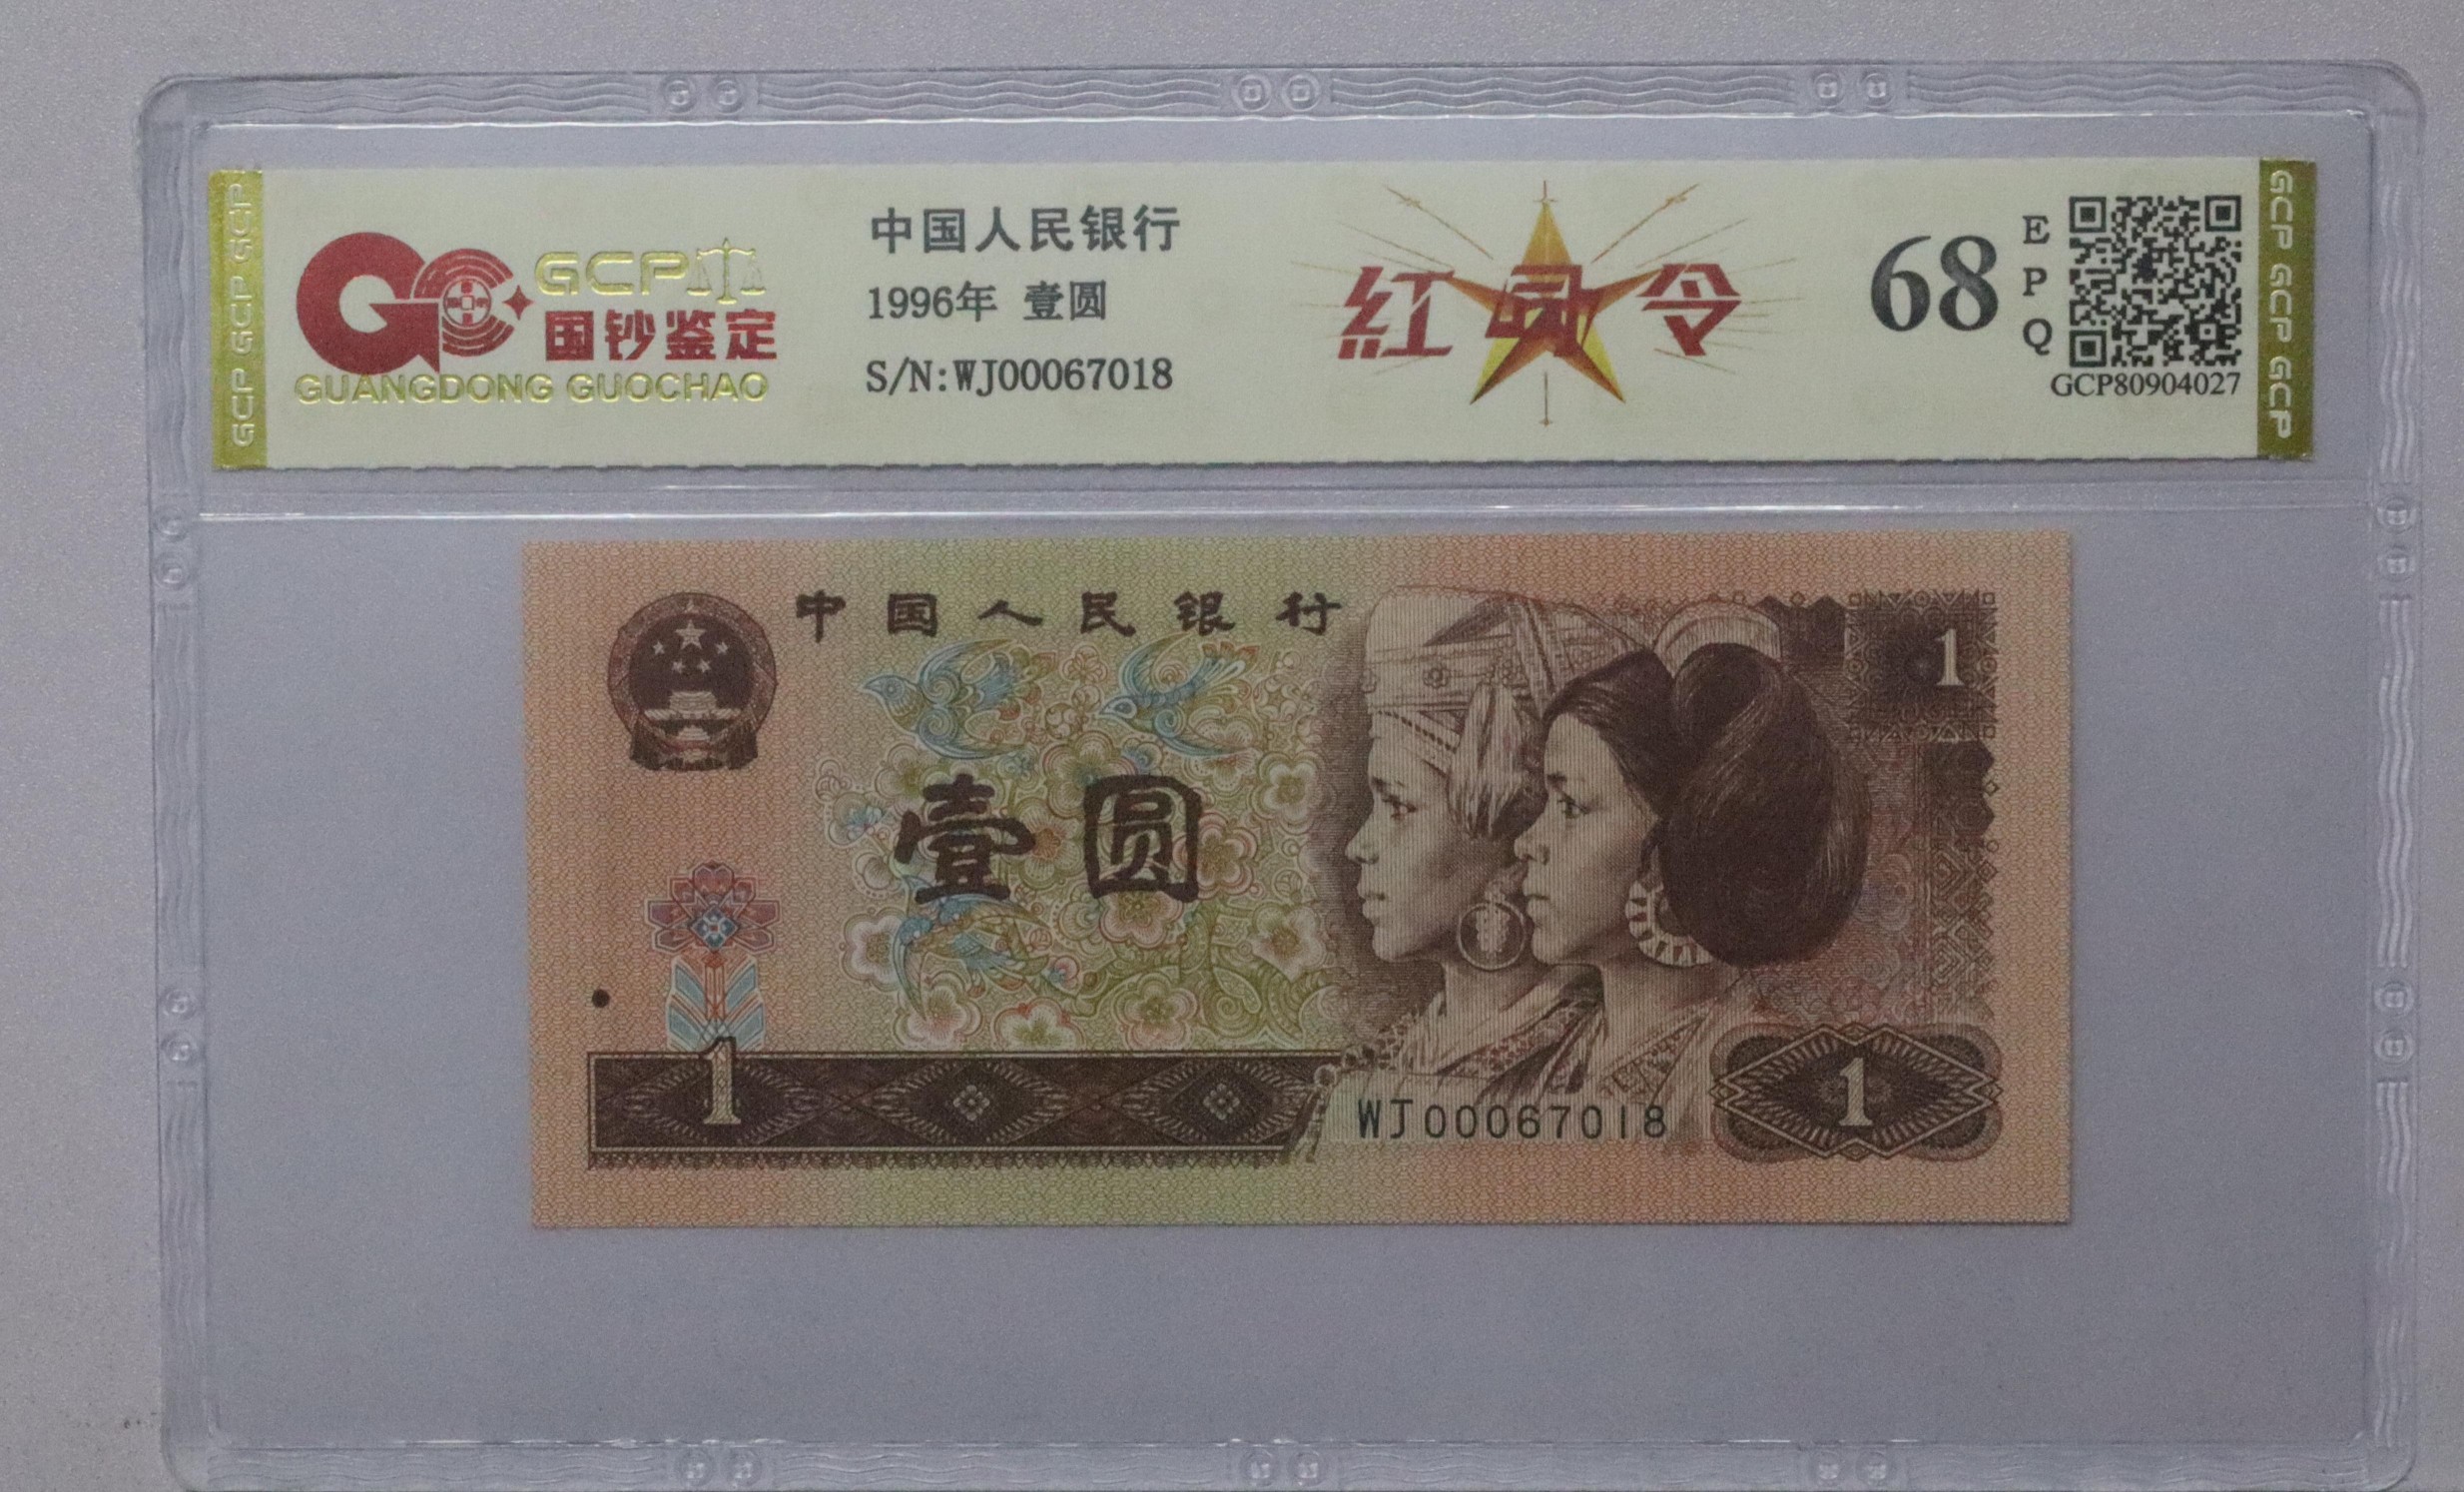 GCP GCP GCP
GCP
国钞鉴定
GUANGDONG GUOCHAO
中国人民银行
1996年 壹圆
S/N:WJ00067018
红 令
68
E
P
Q
GCP80904027
GCP GCP GCP
中国人民银行
1
壹圆
1
WJ00067018
1